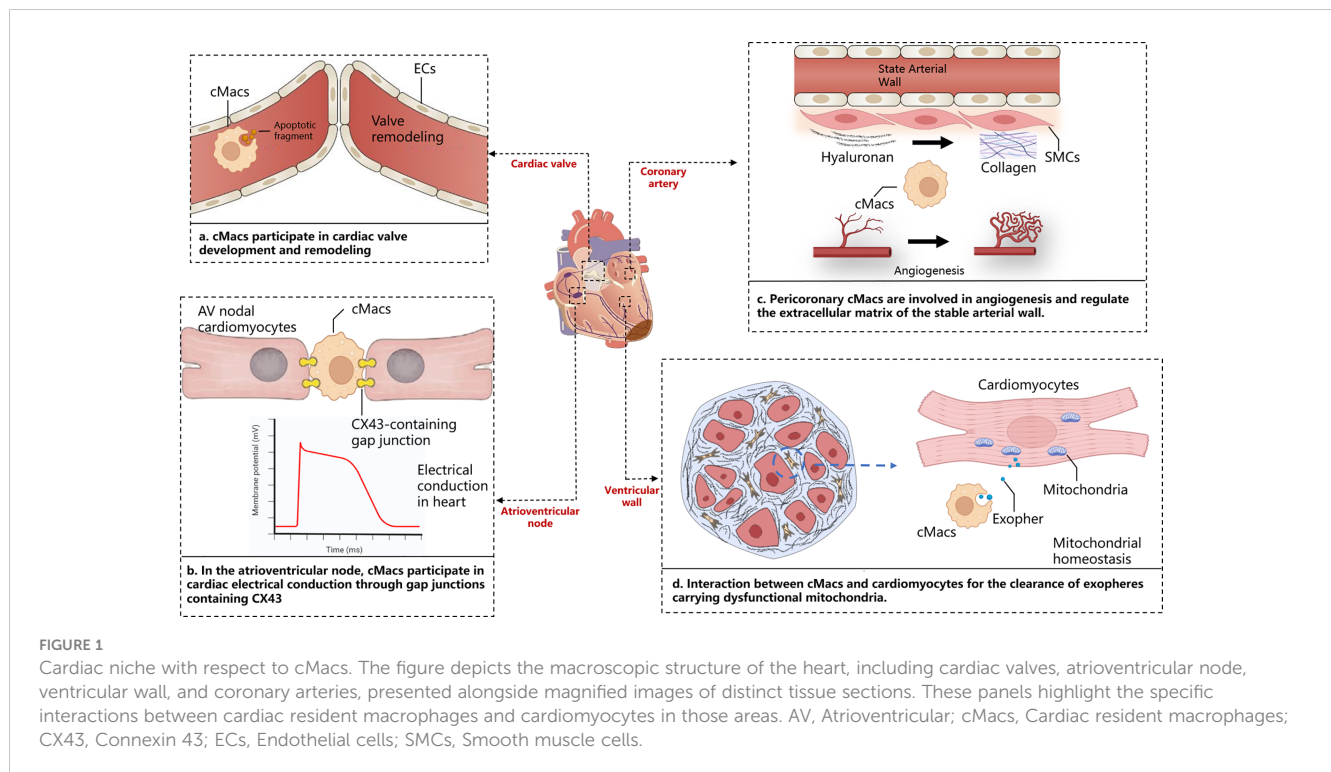 cMacs
ECs
Apoptotic
fragment
Valve
remodeling
a. cMacs participate in cardiac valve
development and remodeling
Cardiac valve
Coronary
artery
State Arterial
Wall
Hyaluronan
Collagen
SMCs
cMacs
Angiogenesis
c. Pericoronary cMacs are involved in angiogenesis and regulate
the extracellular matrix of the stable arterial wall.
AV nodal
cardiomyocytes
cMacs
CX43-containing
gap junction
Membrane potential (mV)
Electrical
conduction
in heart
Time (ms)
b. In the atrioventricular node, cMacs participate in
cardiac electrical conduction through gap junctions
containing CX43
Atrioventricular
node
Ventricular
wall
Cardiomyocytes
Mitochondria
Exopher
cMacs
Mitochondrial
homeostasis
d. Interaction between cMacs and cardiomyocytes for the clearance of exopheres
carrying dysfunctional mitochondria.
FIGURE 1
Cardiac niche with respect to cMacs. The figure depicts the macroscopic structure of the heart, including cardiac valves, atrioventricular node,
ventricular wall, and coronary arteries, presented alongside magnified images of distinct tissue sections. These panels highlight the specific
interactions between cardiac resident macrophages and cardiomyocytes in those areas. AV, Atrioventricular; cMacs, Cardiac resident macrophages;
CX43, Connexin 43; ECs, Endothelial cells; SMCs, Smooth muscle cells.